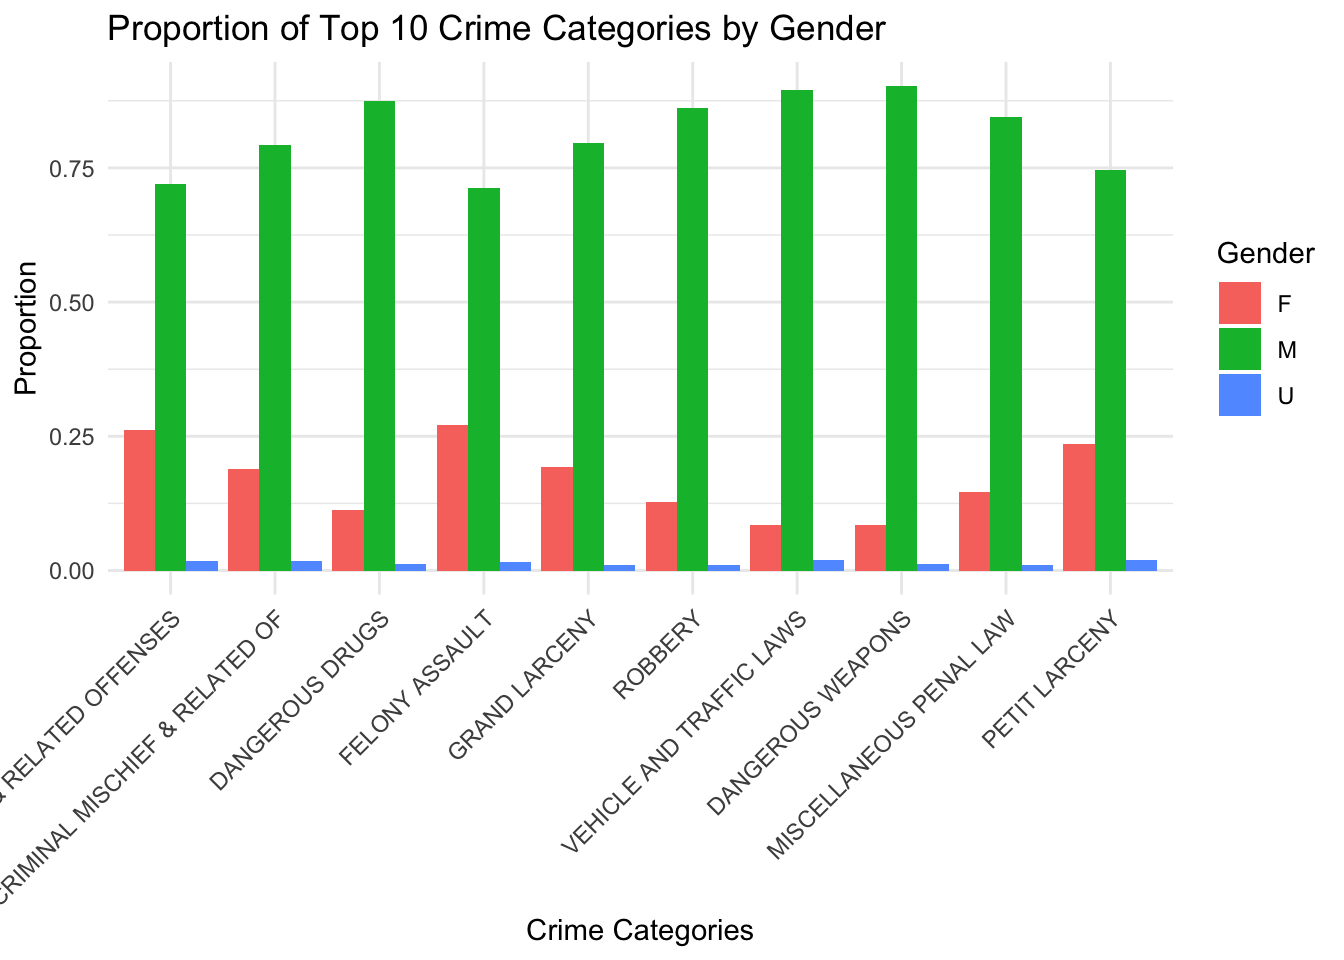 Proportion of Top 10 Crime Categories by Gender
Proportion
0.75
0.50
0.25
0.00
& RELATED OFFENSES
CRIMINAL MISCHIEF & RELATED OF
DANGEROUS DRUGS
FELONY ASSAULT
GRAND LARCENY
ROBBERY
VEHICLE AND TRAFFIC LAWS
DANGEROUS WEAPONS
MISCELLANEOUS PENAL LAW
PETIT LARCENY
Crime Categories
Gender
F
M
U